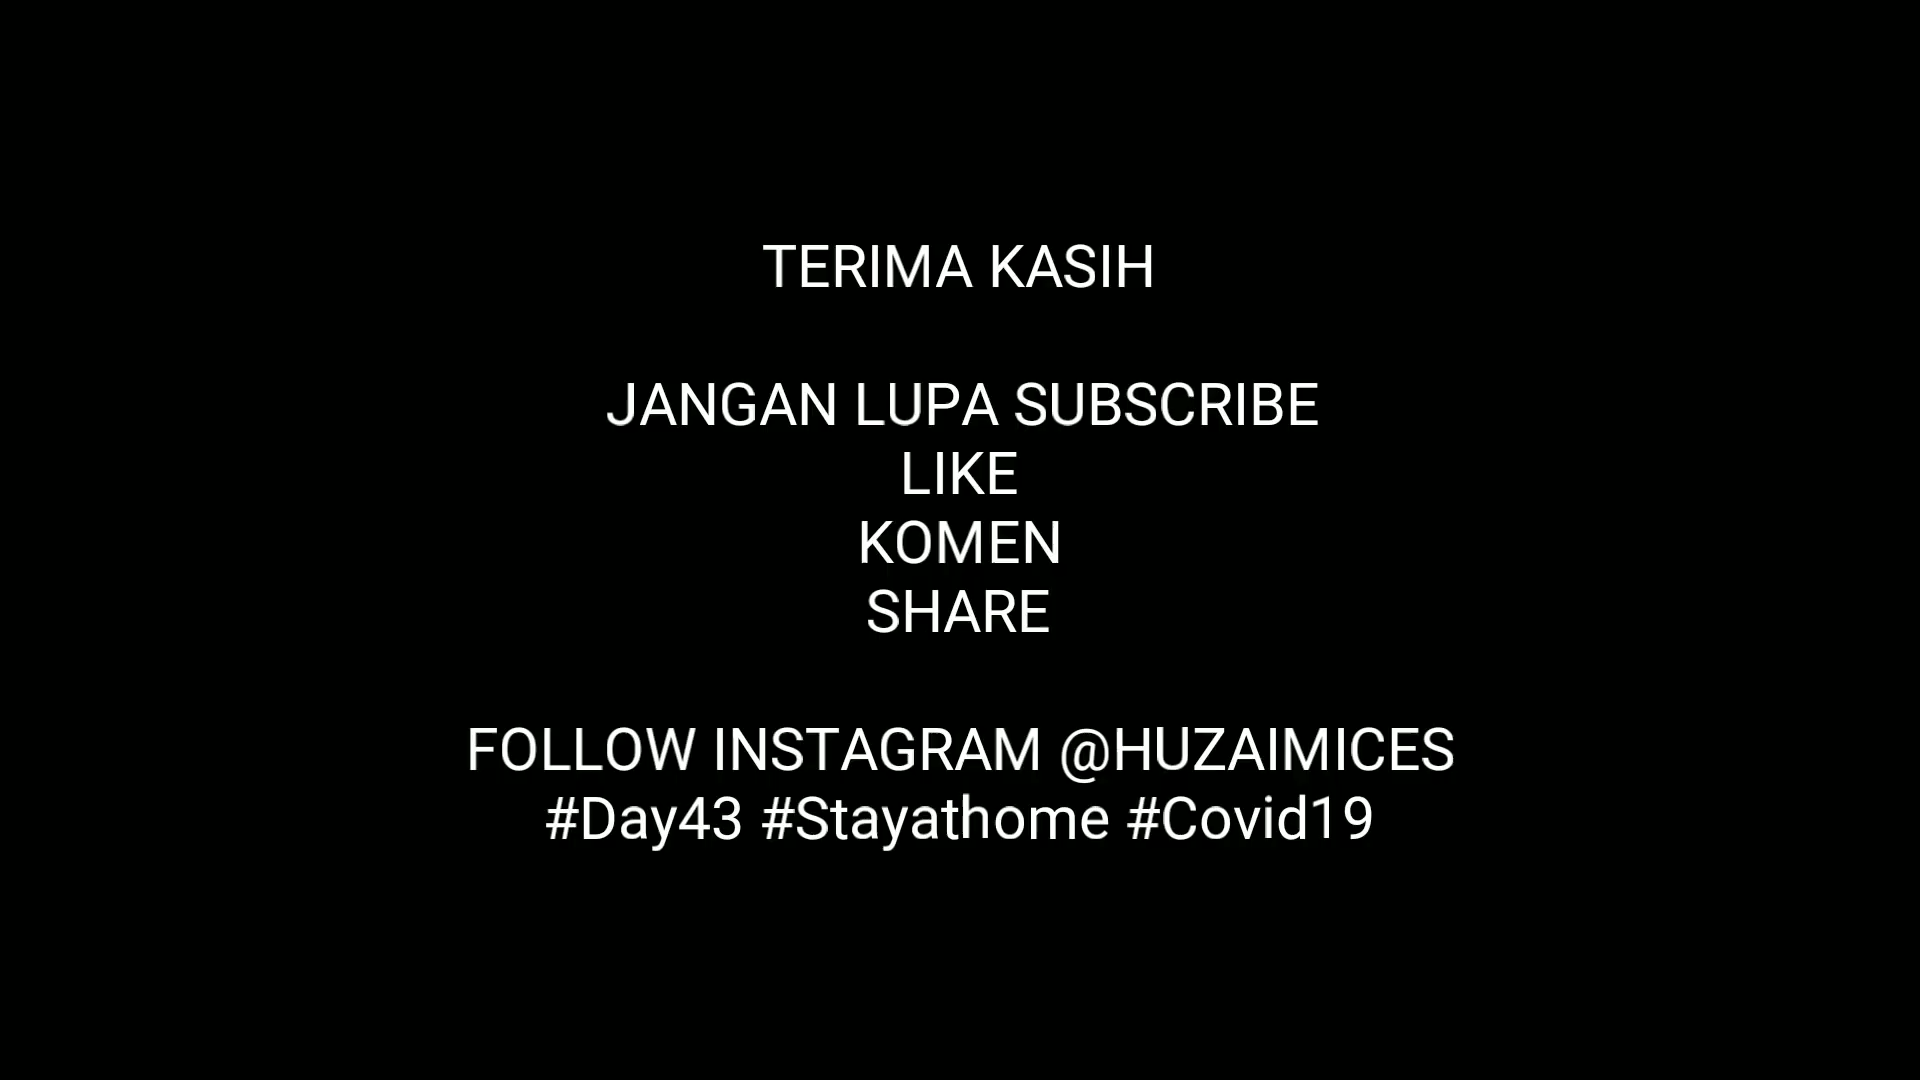 TERIMA KASIH
JANGAN LUPA SUBSCRIBE
LIKE
KOMEN
SHARE
FOLLOW INSTAGRAM @HUZAIMICES
#Day43 #Stayathome #Covid19